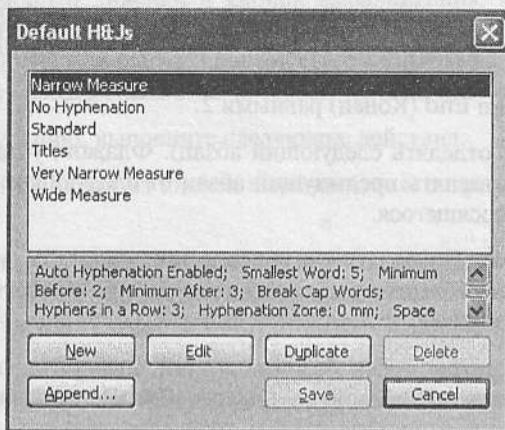 Default H&Js
Narrow Measure
No Hyphenation
Standard
Titles
Very Narrow Measure
Wide Measure
Auto Hyphenation Enabled; Smallest Word: 5; Minimum
Before: 2; Minimum After: 3; Break Cap Words;
Hyphens in a Row: 3; Hyphenation Zone: 0 mm; Space
New Edit Duplicate Delete
Append... Save Cancel